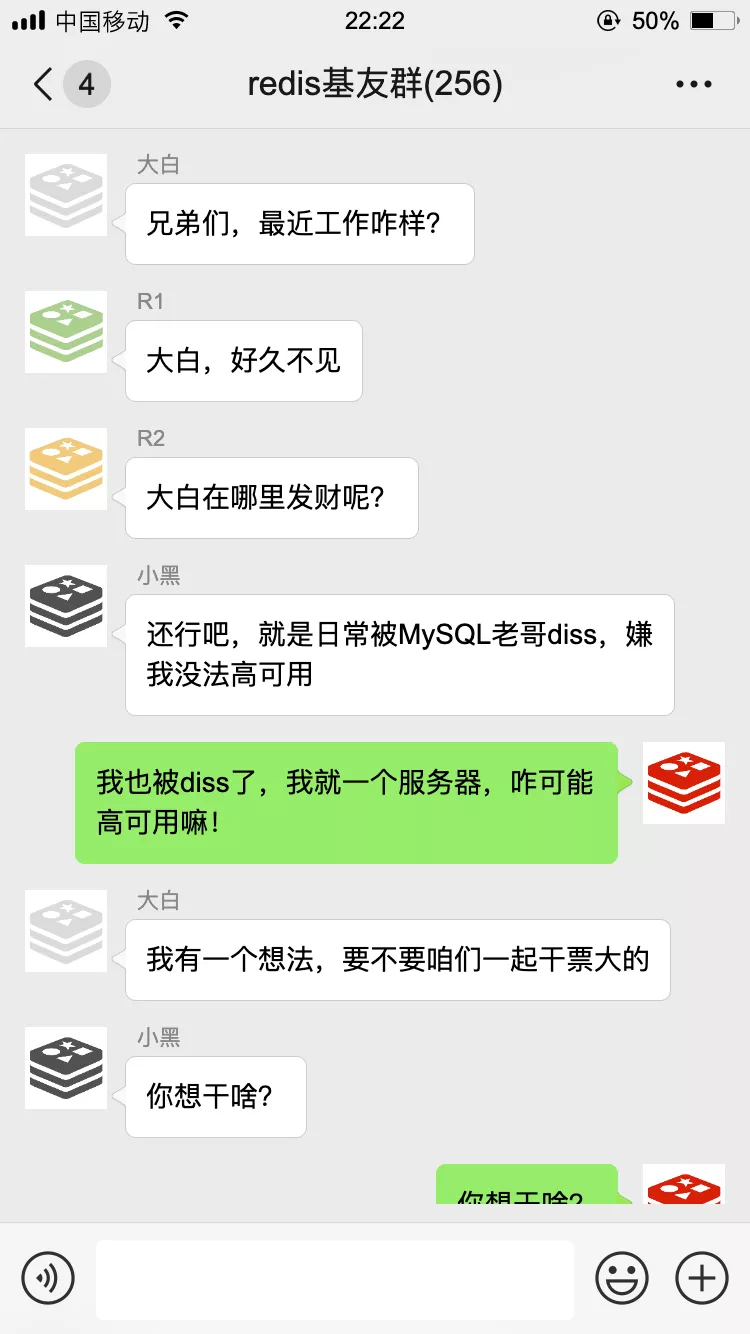 中国移动 22:22 50%
4 redis基友群(256)
大白
兄弟们，最近工作咋样？
R1
大白，好久不见
R2
大白在哪里发财呢？
小黑
还行吧，就是日常被MySQL老哥diss，嫌
我没法高可用
我也被diss了，我就一个服务器，咋可能
高可用嘛！
大白
我有一个想法，要不要咱们一起干票大的
小黑
你想干啥？
你想干啥？